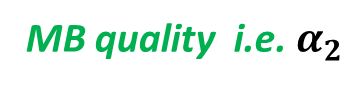 MB quality i.e. α₂